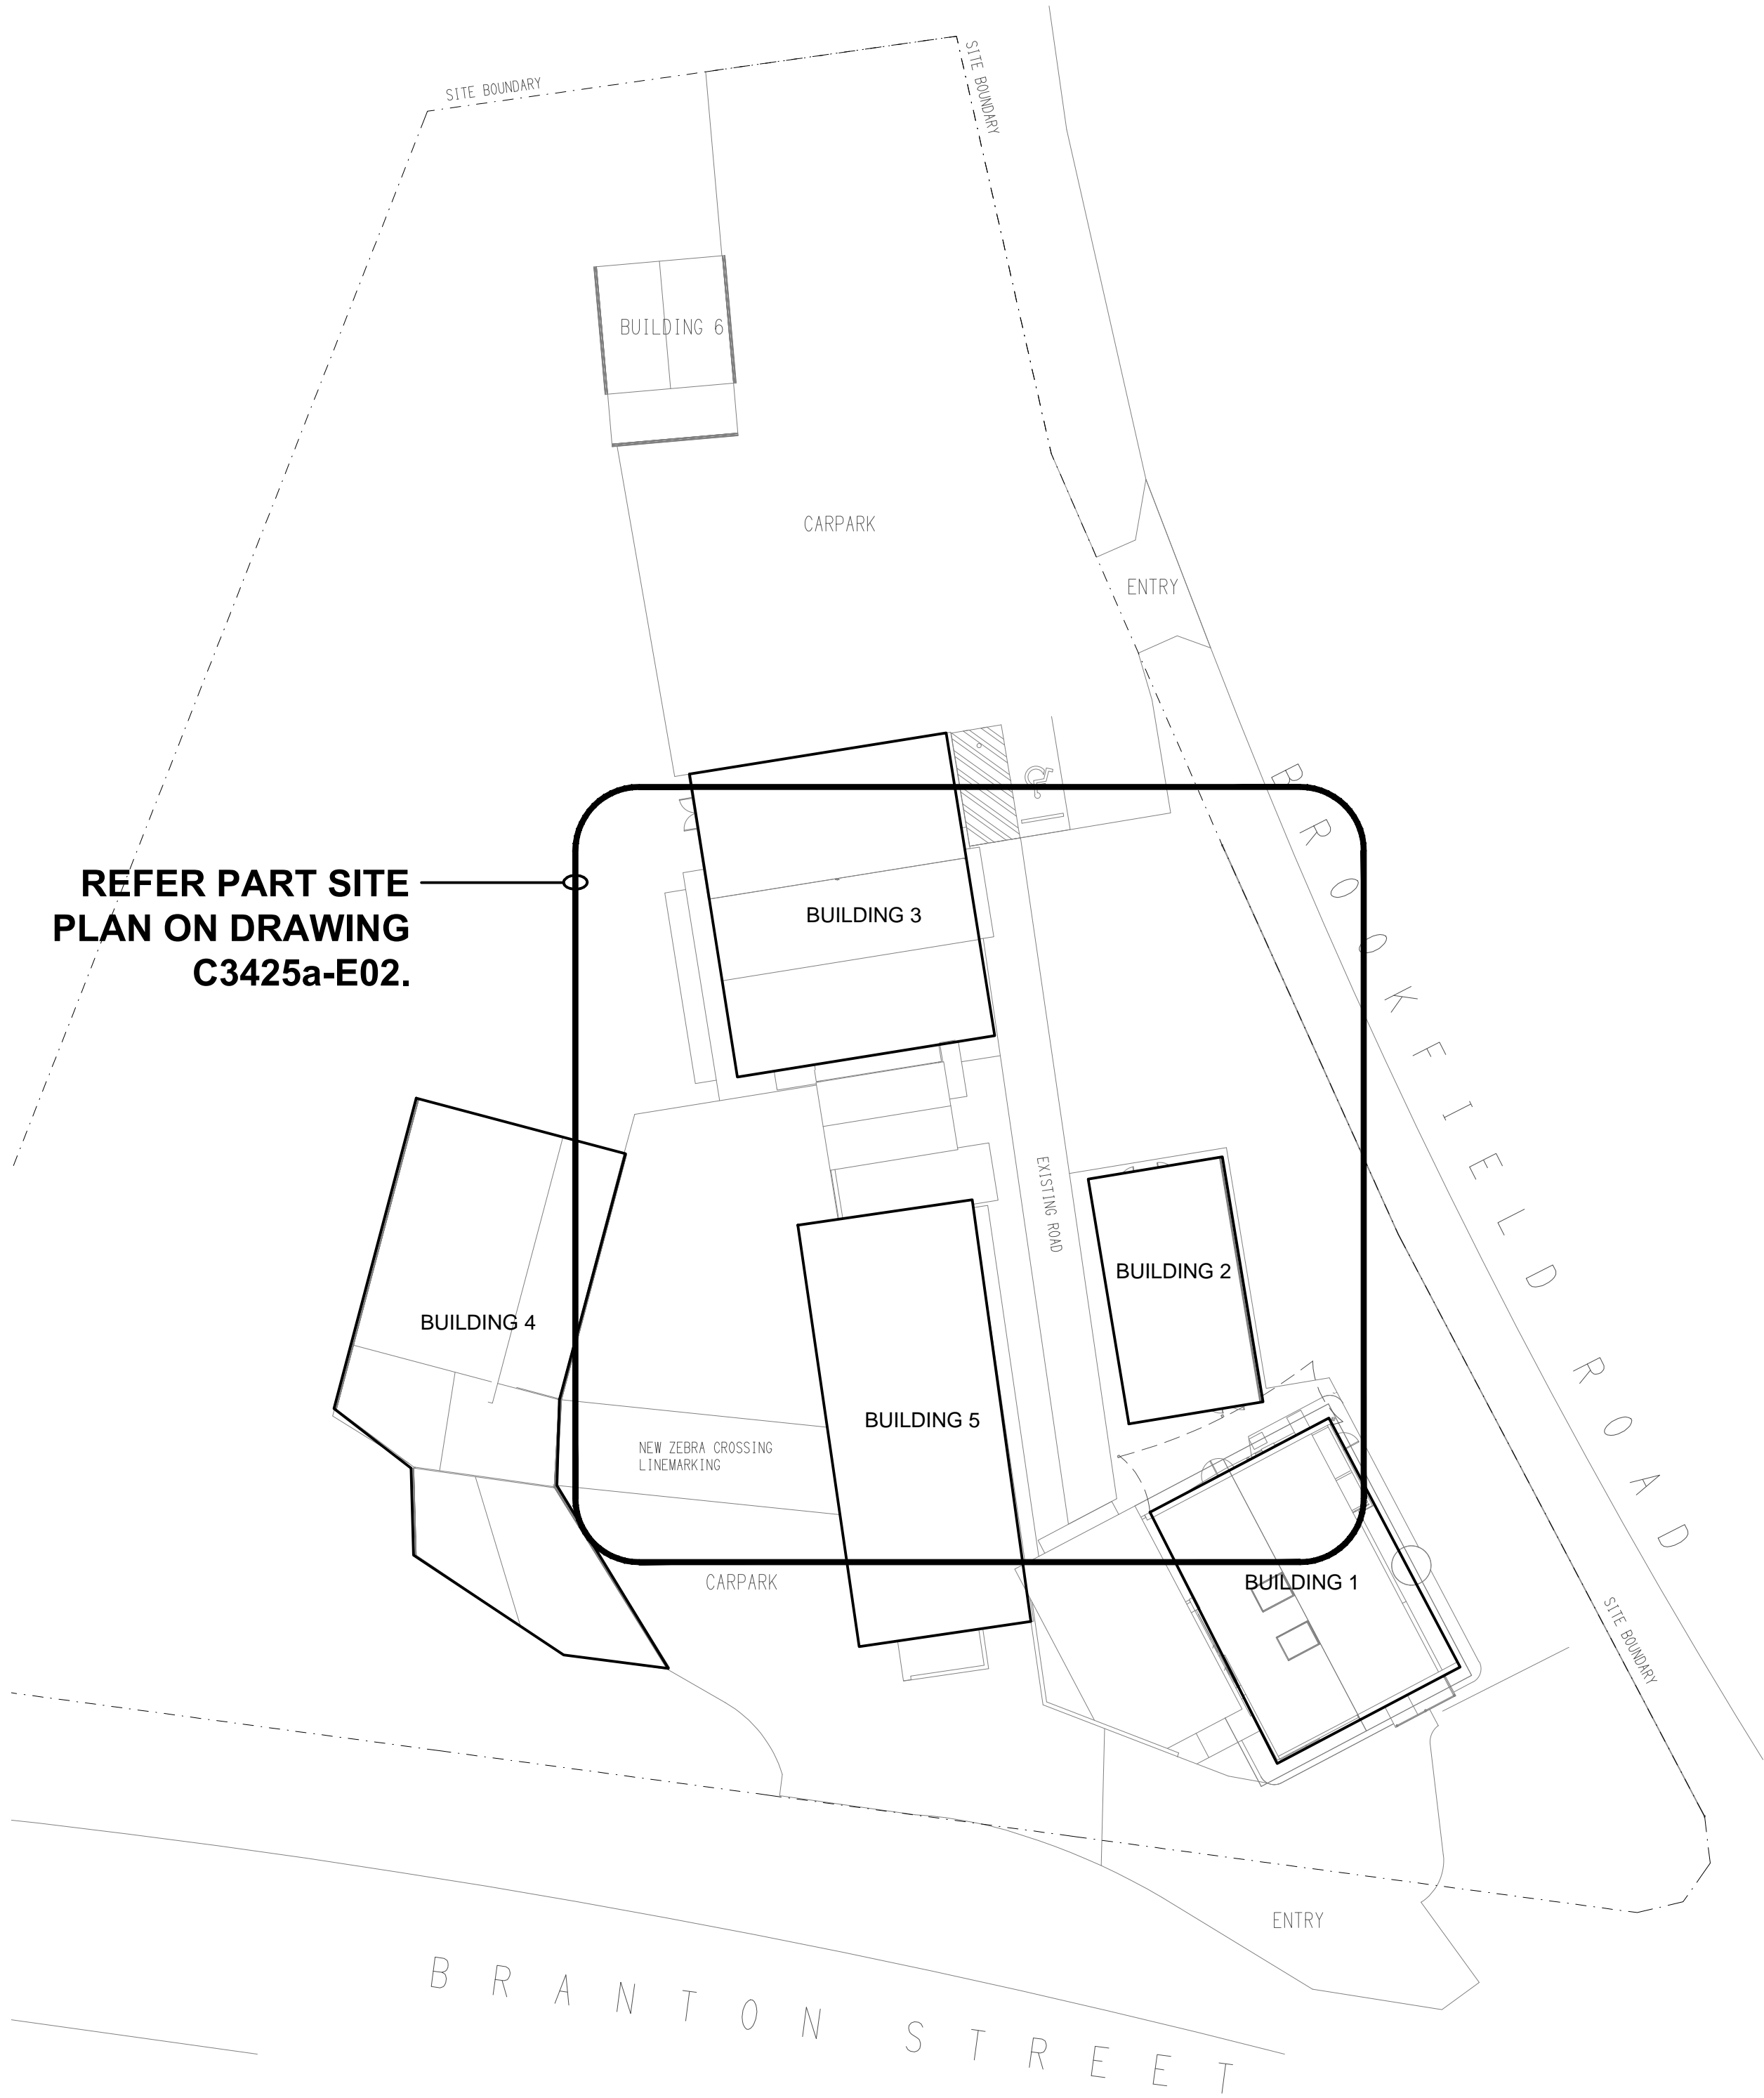 SITE BOUNDARY
SITE BOUNDARY
BUILDING 6
CARPARK
ENTRY
BROOKFIELD ROAD
REFER PART SITE
PLAN ON DRAWING
C3425a-E02.
BUILDING 3
EXISTING ROAD
BUILDING 2
BUILDING 4
BUILDING 5
NEW ZEBRA CROSSING
LINEMARKING
CARPARK
BUILDING 1
SITE BOUNDARY
ENTRY
BRANTON STREET